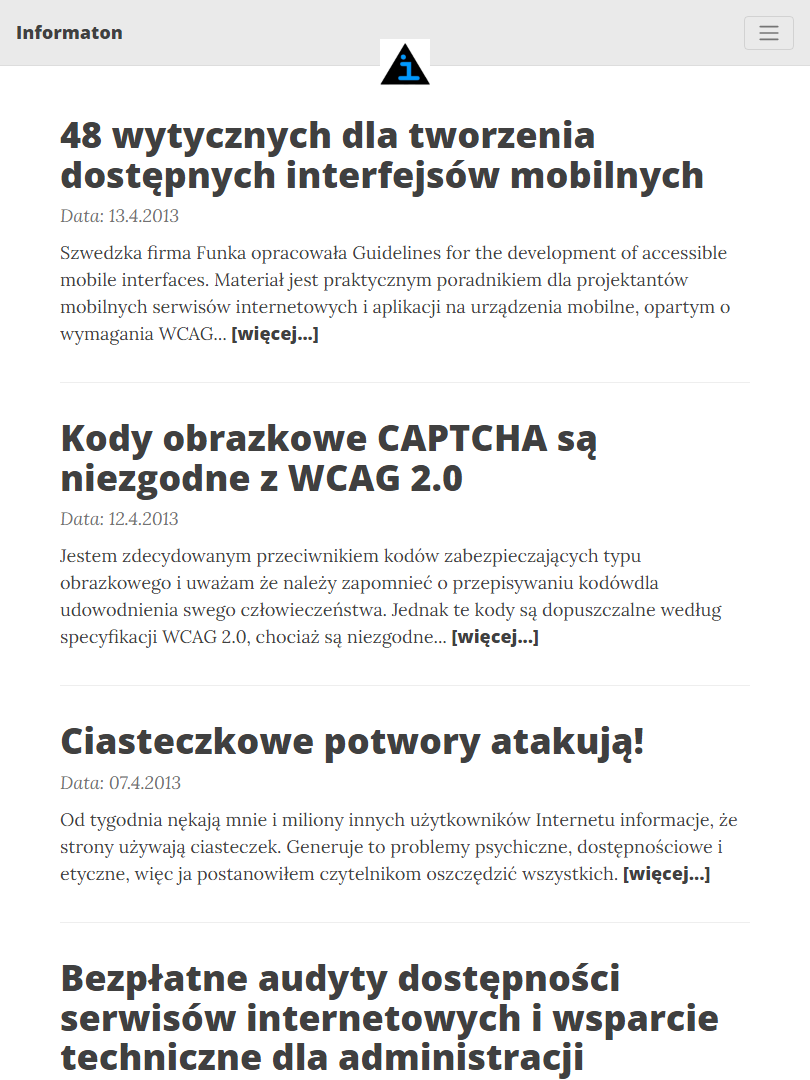 Informaton
i
48 wytycznych dla tworzenia
dostępnych interfejsów mobilnych
Data: 13.4.2013
Szwedzka firma Funka opracowała Guidelines for the development of accessible
mobile interfaces. Materiał jest praktycznym poradnikiem dla projektantów
mobilnych serwisów internetowych i aplikacji na urządzenia mobilne, opartym o
wymagania WCAG... [więcej...]
Kody obrazkowe CAPTCHA są
niezgodne z WCAG 2.0
Data: 12.4.2013
Jestem zdecydowanym przeciwnikiem kodów zabezpieczających typu
obrazkowego i uważam że należy zapomnieć o przepisywaniu kodówdla
udowodnienia swego człowieczeństwa. Jednak te kody są dopuszczalne według
specyfikacji WCAG 2.0, chociaż są niezgodne... [więcej...]
Ciasteczkowe potwory atakują!
Data: 07.4.2013
Od tygodnia nękają mnie i miliony innych użytkowników Internetu informacje, że
strony używają ciasteczek. Generuje to problemy psychiczne, dostępnościowe i
etyczne, więc ja postanowiłem czytelnikom oszczędzić wszystkich. [więcej...]
Bezpłatne audyty dostępności
serwisów internetowych i wsparcie
techniczne dla administracji